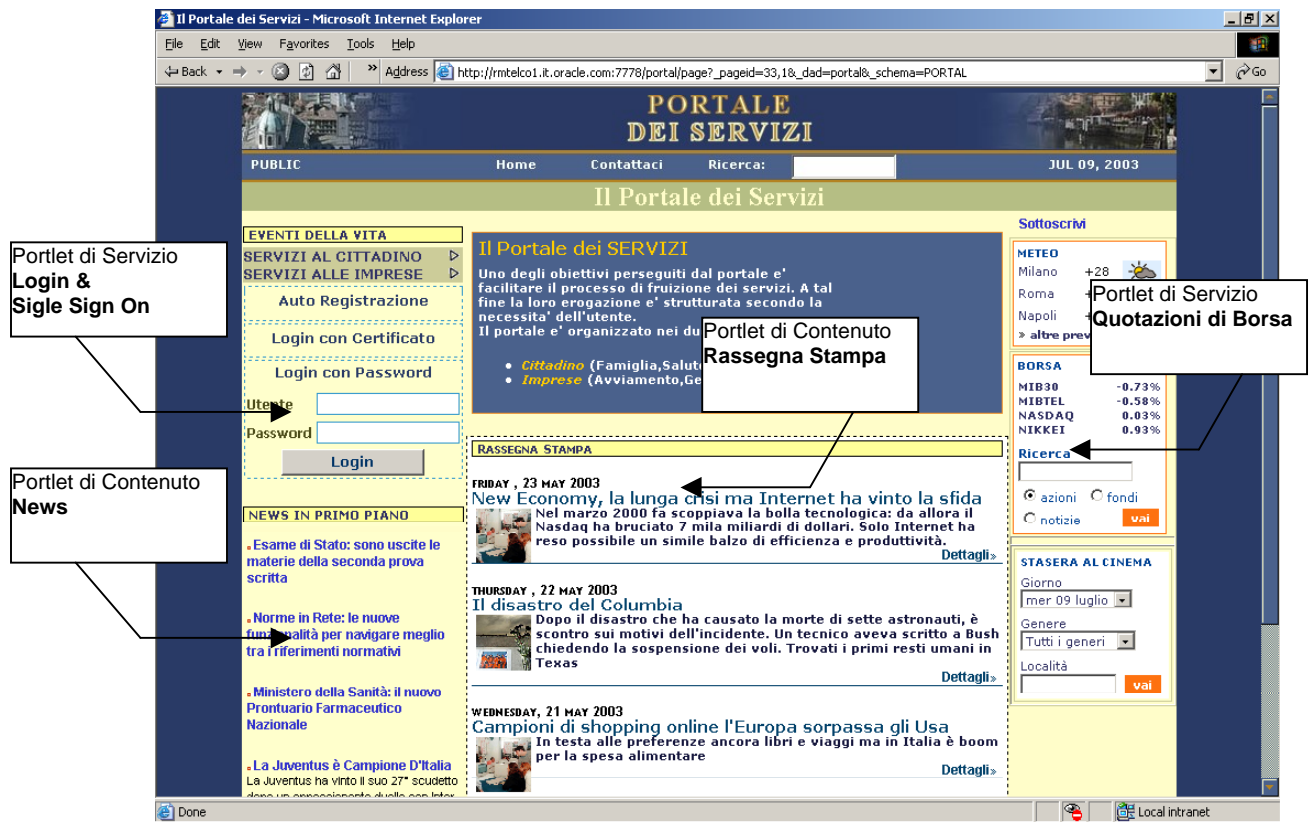 Il Portale dei Servizi - Microsoft Internet Explorer
File Edit View Favorites Tools Help
Back » Address http://rmtelco1.it.oracle.com:7778/portal/page?_pageid=33,1&_dad=portal&_schema=PORTAL Go
PORTALE
DEI SERVIZI
PUBLIC Home Contattaci Ricerca: JUL 09, 2003
Il Portale dei Servizi
Portlet di Servizio
Login &
Sigle Sign On
Portlet di Contenuto
News
EVENTI DELLA VITA
SERVIZI AL CITTADINO
SERVIZI ALLE IMPRESE
Auto Registrazione
Login con Certificato
Login con Password
Utente
Password
Login
NEWS IN PRIMO PIANO
Esame di Stato: sono uscite le
materie della seconda prova
scritta
Norme in Rete: le nuove
funzionalità per navigare meglio
tra i riferimenti normativi
Ministero della Sanità: il nuovo
Prontuario Farmaceutico
Nazionale
La Juventus è Campione D'Italia
La Juventus ha vinto il suo 27° scudetto
dopo un appassionante duello con Inter
Il Portale dei SERVIZI
Uno degli obiettivi perseguiti dal portale e'
facilitare il processo di fruizione dei servizi. A tal
fine la loro erogazione e' strutturata secondo la
necessita' dell'utente.
Il portale e' organizzato nei du
• Cittadino (Famiglia,Salut
• Imprese (Avviamento,Ge
Portlet di Contenuto
Rassegna Stampa
RASSEGNA STAMPA
FRIDAY , 23 MAY 2003
New Economy, la lunga crisi ma Internet ha vinto la sfida
Nel marzo 2000 fa scoppiava la bolla tecnologica: da allora il
Nasdaq ha bruciato 7 mila miliardi di dollari. Solo Internet ha
reso possibile un simile balzo di efficienza e produttività.
Dettagli»
THURSDAY , 22 MAY 2003
Il disastro del Columbia
Dopo il disastro che ha causato la morte di sette astronauti, è
scontro sui motivi dell'incidente. Un tecnico aveva scritto a Bush
chiedendo la sospensione dei voli. Trovati i primi resti umani in
Texas
Dettagli»
WEDNESDAY, 21 MAY 2003
Campioni di shopping online l'Europa sorpassa gli Usa
In testa alle preferenze ancora libri e viaggi ma in Italia è boom
per la spesa alimentare
Dettagli»
Sottoscrivi
METEO
Milano +28
Roma +
Napoli +
» altre prev
Portlet di Servizio
Quotazioni di Borsa
BORSA
MIB30 -0.73%
MIBTEL -0.58%
NASDAQ 0.03%
NIKKEI 0.93%
Ricerca
azioni fondi
notizie vai
STASERA AL CINEMA
Giorno
mer 09 luglio
Genere
Tutti i generi
Località
vai
Done Local intranet